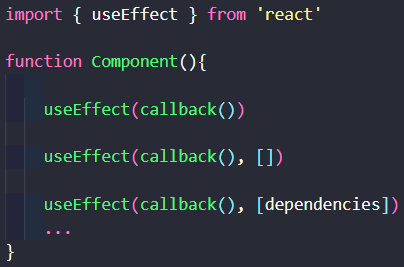 import { useEffect } from 'react'
function Component(){
useEffect(callback())
useEffect(callback(), [])
useEffect(callback(), [dependencies])
...
}